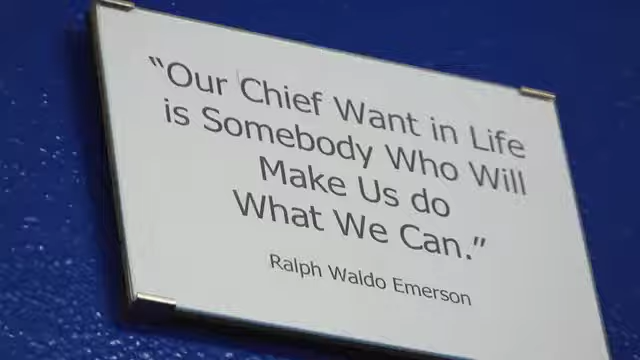 “Our Chief Want in Life
is Somebody Who Will
Make Us do
What We Can.”
Ralph Waldo Emerson